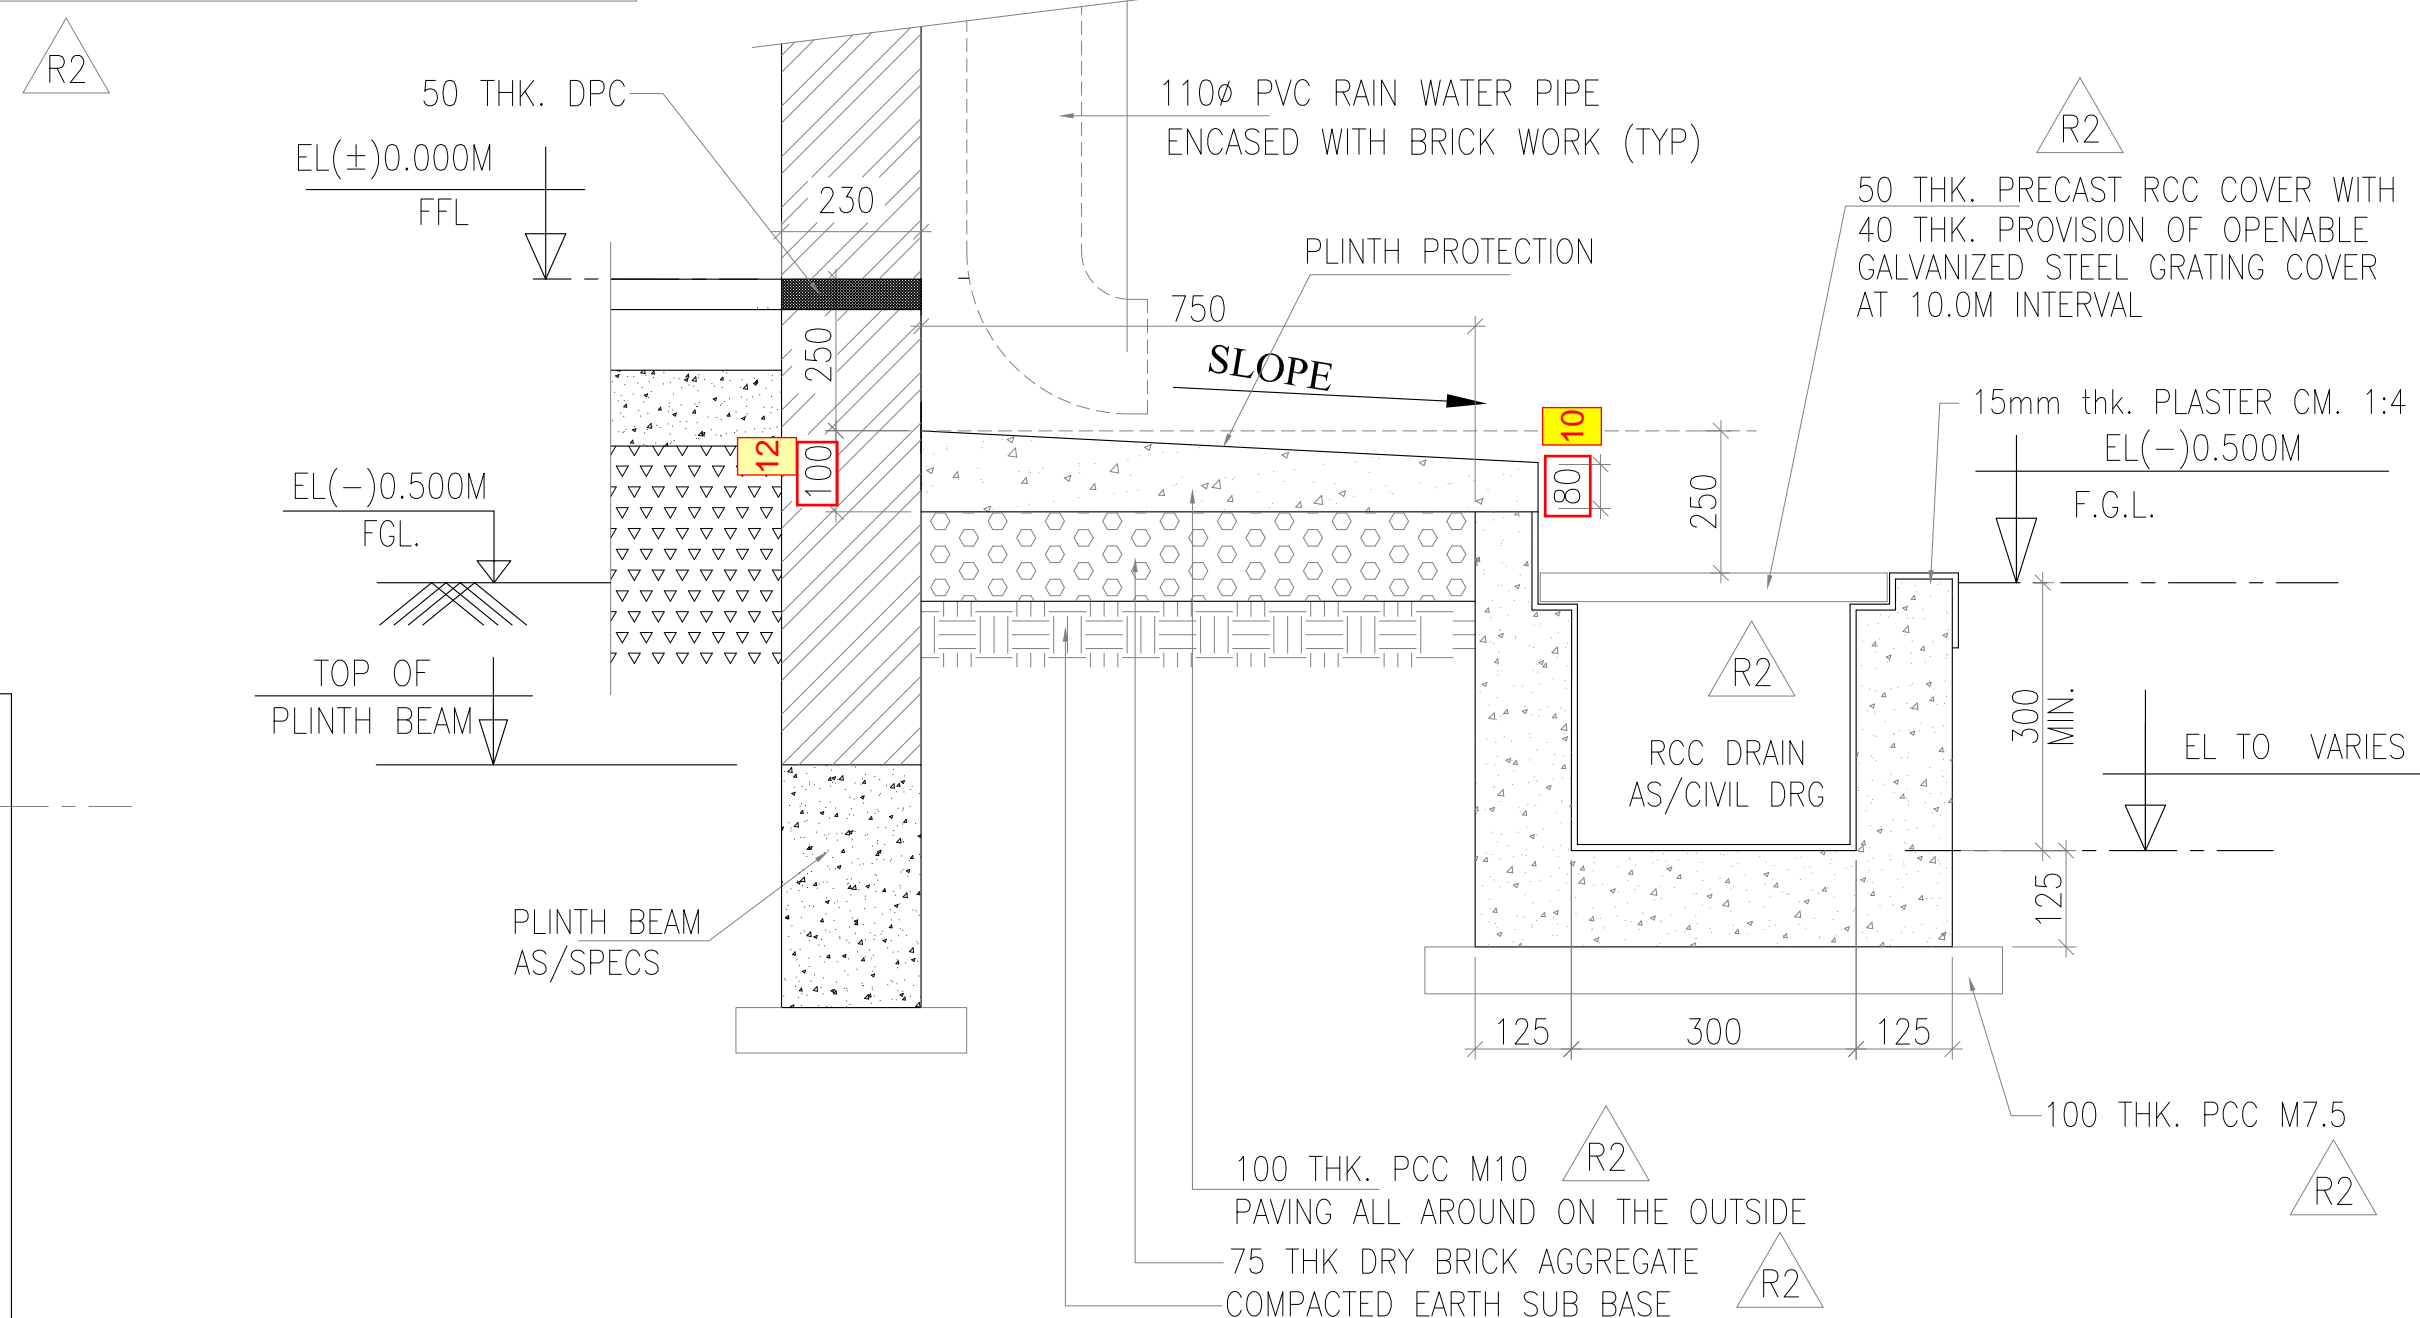 R2
50 THK. DPC
110ø PVC RAIN WATER PIPE
ENCASED WITH BRICK WORK (TYP)
R2
EL(±)0.000M
FFL
230
50 THK. PRECAST RCC COVER WITH
40 THK. PROVISION OF OPENABLE
GALVANIZED STEEL GRATING COVER
AT 10.0M INTERVAL
PLINTH PROTECTION
750
250
SLOPE
15mm thk. PLASTER CM. 1:4
10
12
100
80
250
EL(-)0.500M
F.G.L.
EL(-)0.500M
FGL.
TOP OF
PLINTH BEAM
R2
RCC DRAIN
AS/CIVIL DRG
300
MIN.
EL TO VARIES
125
PLINTH BEAM
AS/SPECS
125
300
125
100 THK. PCC M7.5
R2
100 THK. PCC M10
R2
PAVING ALL AROUND ON THE OUTSIDE
75 THK DRY BRICK AGGREGATE
R2
COMPACTED EARTH SUB BASE